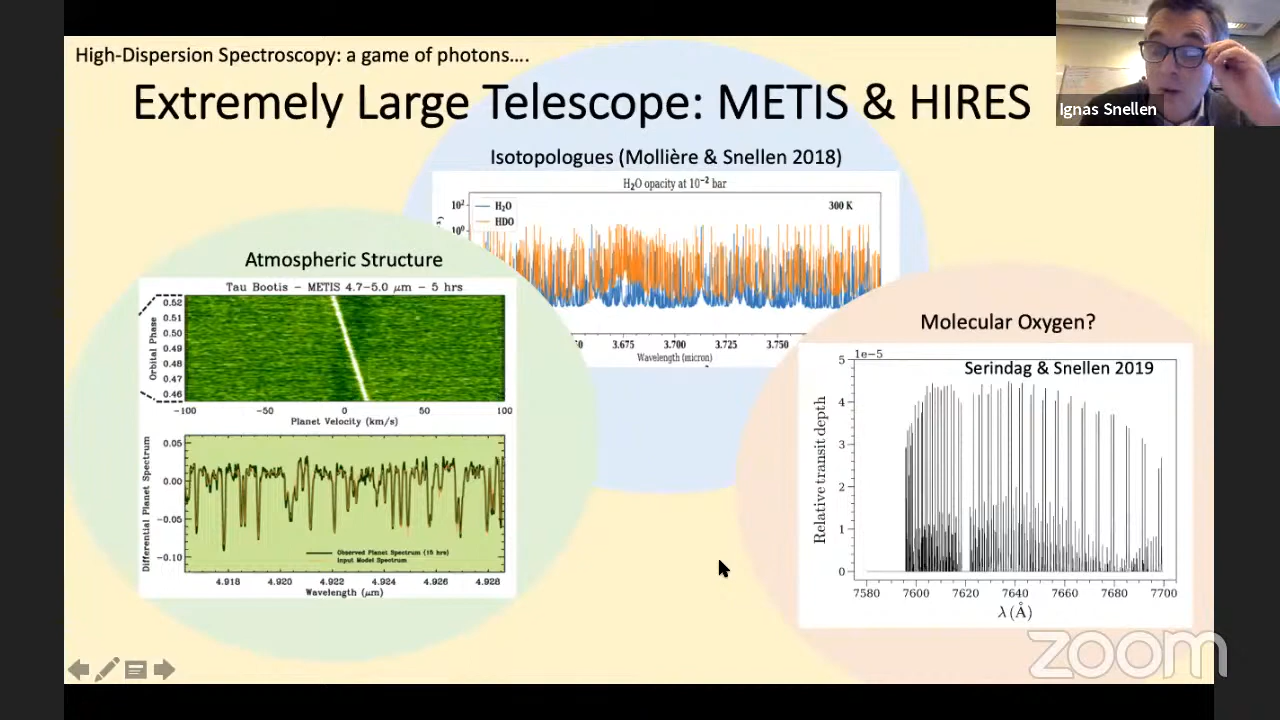 High-Dispersion Spectroscopy: a game of photons....
Extremely Large Telescope: METIS & HIRES
Ignas Snellen
Isotopologues (Mollière & Snellen 2018)
H₂O opacity at 10⁻² bar
10²
10⁰
H₂O
HDO
300 K
3.675 3.700 3.725 3.750
Wavelength (micron)
Atmospheric Structure
Tau Bootis – METIS 4.7–5.0 μm – 5 hrs
Orbital Phase
0.52
0.51
0.50
0.49
0.48
0.47
0.46
−100 −50 0 50 100
Planet Velocity (km/s)
Differential Planet Spectrum
0.05
0.00
−0.05
−0.10
Observed Planet Spectrum (15 hrs)
Input Model Spectrum
4.918 4.920 4.922 4.924 4.926 4.928
Wavelength (μm)
Molecular Oxygen?
1e−5
Serindag & Snellen 2019
Relative transit depth
5
4
3
2
1
0
7580 7600 7620 7640 7660 7680 7700
λ (Å)
zoom